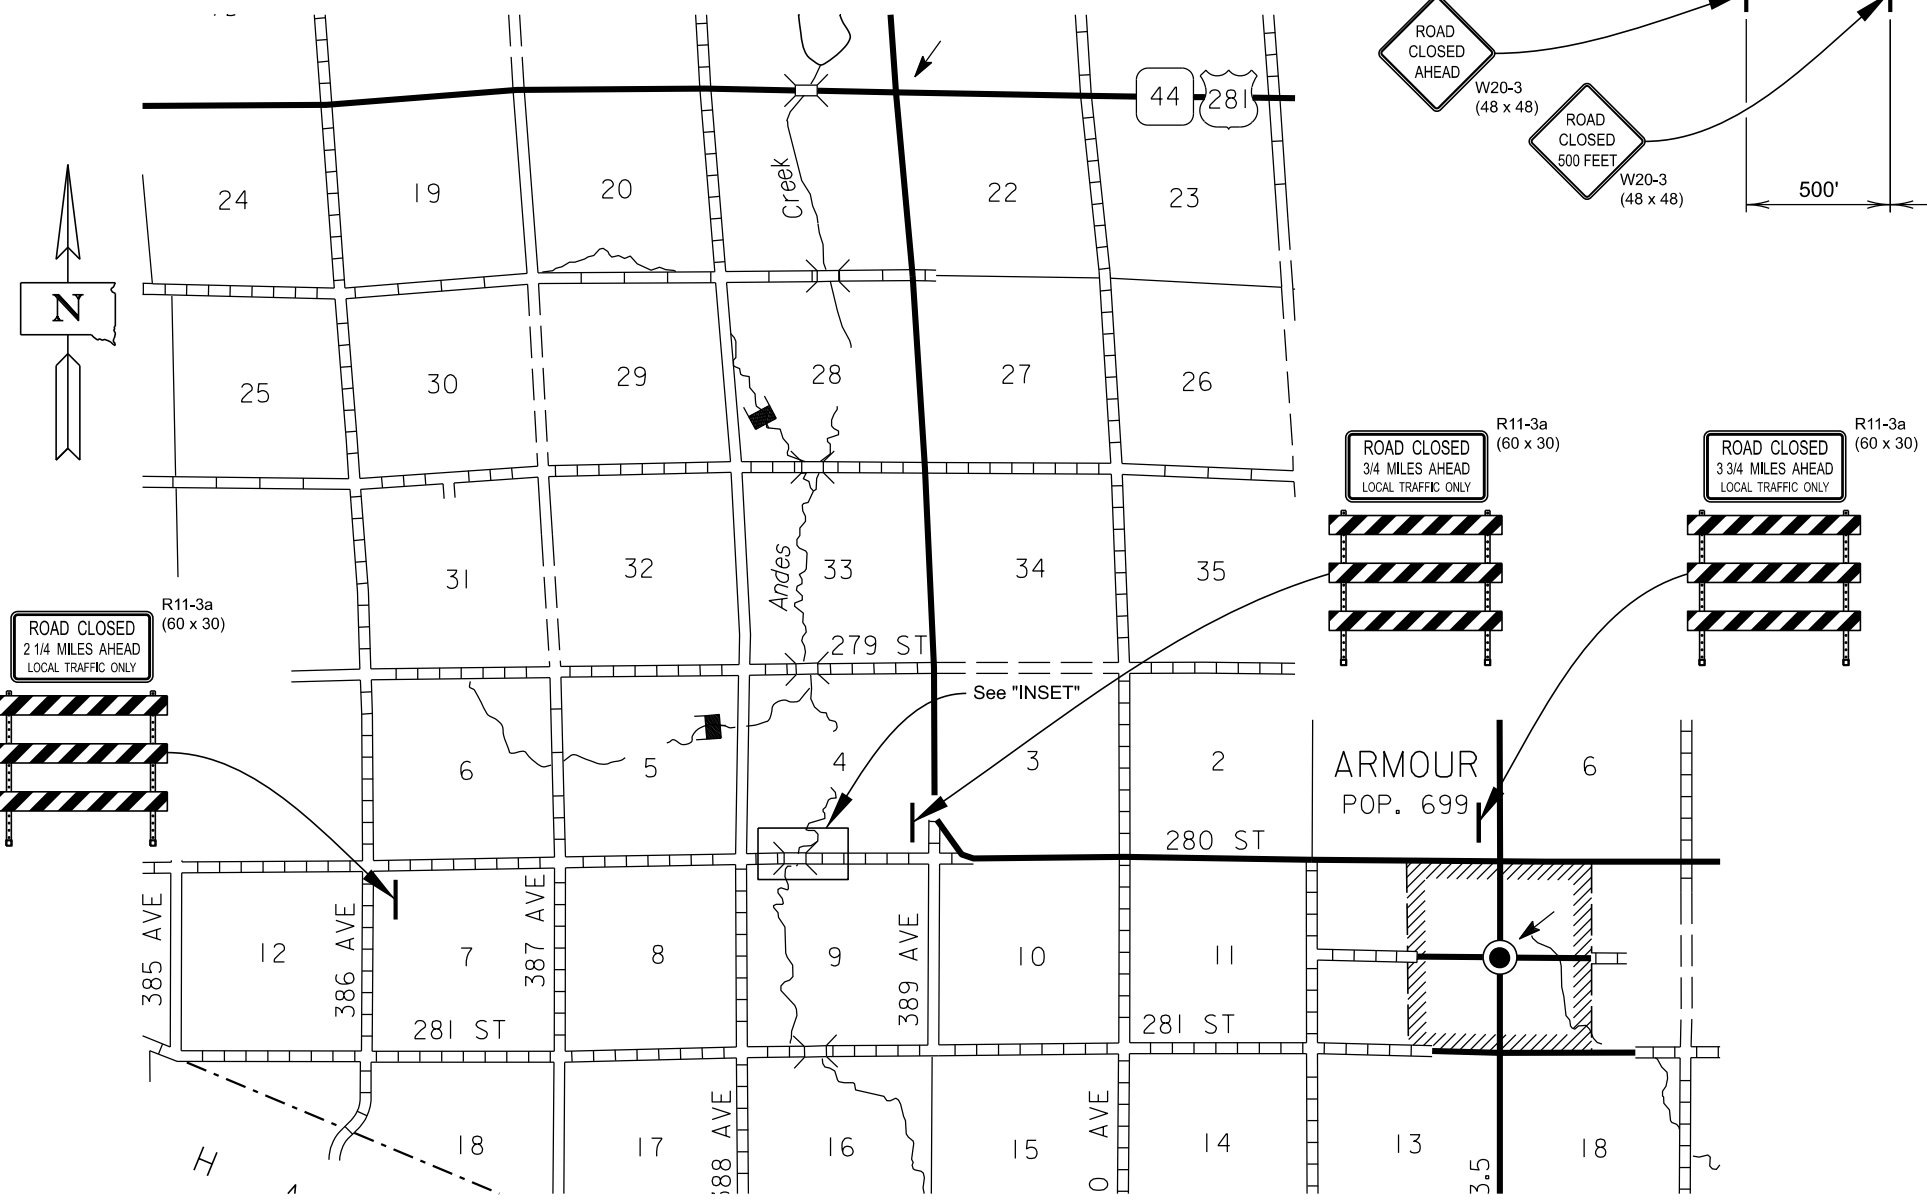 ROAD
CLOSED
AHEAD
W20-3
(48 x 48)
ROAD
CLOSED
500 FEET
W20-3
(48 x 48)
500'
44
281
24
19
20
Creek
22
23
N
25
30
29
28
27
26
R11-3a
(60 x 30)
ROAD CLOSED
3/4 MILES AHEAD
LOCAL TRAFFIC ONLY
R11-3a
(60 x 30)
ROAD CLOSED
3 3/4 MILES AHEAD
LOCAL TRAFFIC ONLY
31
32
Andes
33
34
35
R11-3a
(60 x 30)
ROAD CLOSED
2 1/4 MILES AHEAD
LOCAL TRAFFIC ONLY
279 ST
See "INSET"
6
5
4
3
2
ARMOUR
POP. 699
6
280 ST
385 AVE
12
386 AVE
7
387 AVE
8
9
389 AVE
10
11
281 ST
281 ST
18
17
88 AVE
16
15
0 AVE
14
13
3.5
18
H